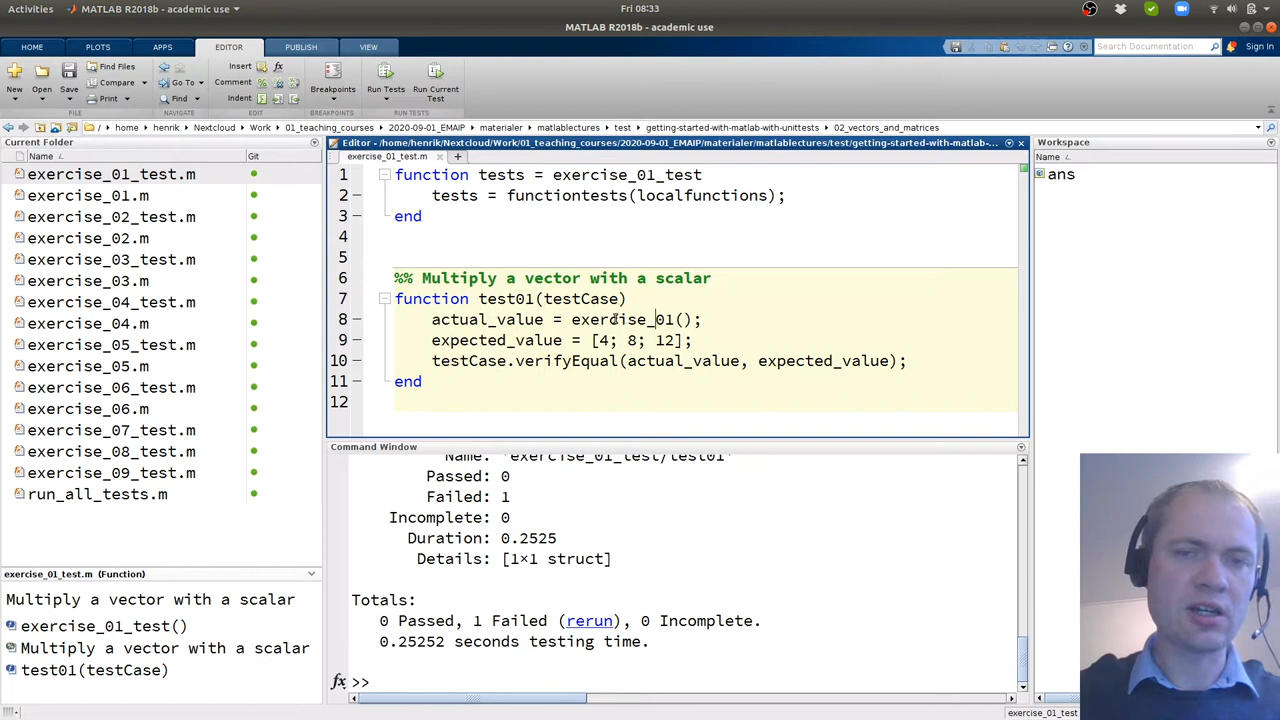 Activities
MATLAB R2018b - academic use
Fri 08:33
MATLAB R2018b - academic use
HOME
PLOTS
APPS
EDITOR
PUBLISH
VIEW
Search Documentation
Sign In
New
Open
Save
Find Files
Compare
Print
Go To
Find
Insert
Comment
Indent
Breakpoints
Run Tests
Run Current
Test
FILE
NAVIGATE
EDIT
BREAKPOINTS
RUN TESTS
/ home henrik Nextcloud Work 01_teaching_courses 2020-09-01_EMAIP materialer matlablectures test getting-started-with-matlab-with-unittests 02_vectors_and_matrices
Current Folder
Name
Git
exercise_01_test.m
exercise_01.m
exercise_02_test.m
exercise_02.m
exercise_03_test.m
exercise_03.m
exercise_04_test.m
exercise_04.m
exercise_05.m
exercise_06_test.m
exercise_06.m
exercise_07_test.m
exercise_08_test.m
exercise_09_test.m
run_all_tests.m
exercise_01_test.m (Function)
Multiply a vector with a scalar
exercise_01_test()
Multiply a vector with a scalar
test01(testCase)
Editor - /home/henrik/Nextcloud/Work/01_teaching_courses/2020-09-01_EMAIP/materialer/matlablectures/test/getting-started-with-matlab-...
exercise_01_test.m
1 function tests = exercise_01_test
2 tests = functiontests(localfunctions);
3 end
4
5
6 %% Multiply a vector with a scalar
7 function test01(testCase)
8 actual_value = exercise_01();
9 expected_value = [4; 8; 12];
10 testCase.verifyEqual(actual_value, expected_value);
11 end
12
Command Window
Name: 'exercise_01_test/test01'
Passed: 0
Failed: 1
Incomplete: 0
Duration: 0.2525
Details: [1×1 struct]
Totals:
0 Passed, 1 Failed (rerun), 0 Incomplete.
0.25252 seconds testing time.
fx >>
Workspace
Name
ans
exercise_01_test